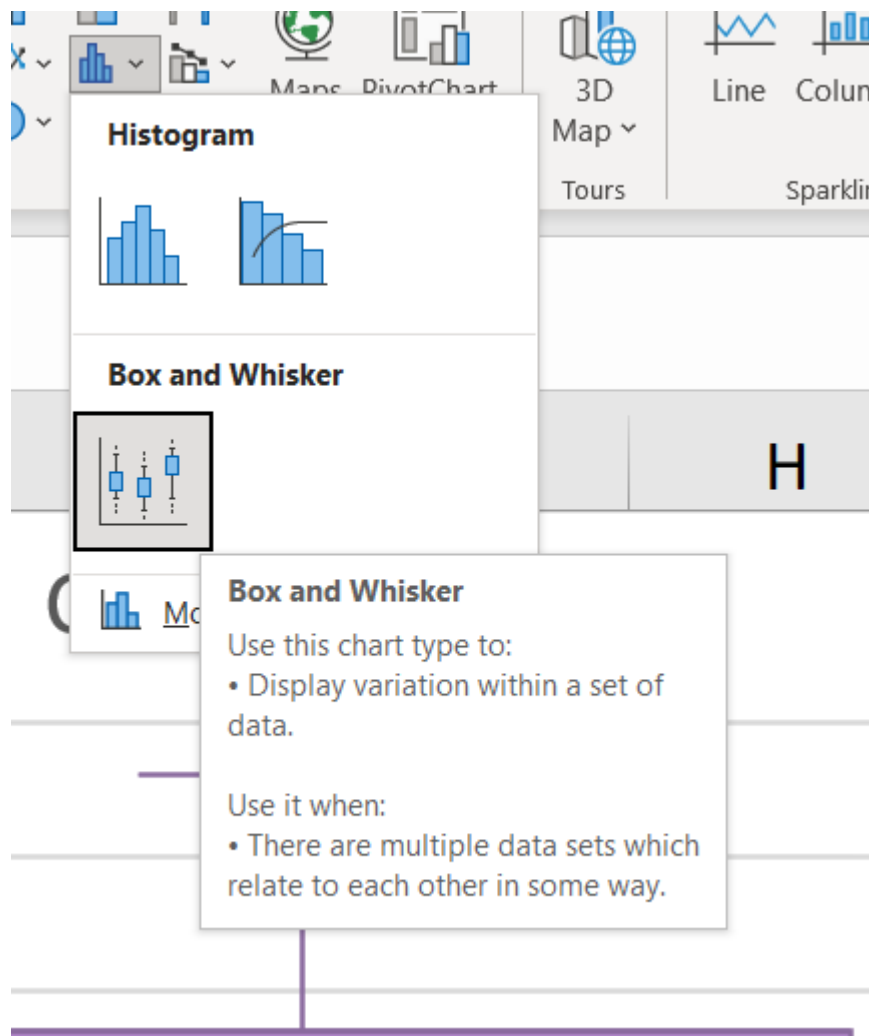 Maps PivotChart
3D
Map
Line
Tours
Histogram
Box and Whisker
H
Box and Whisker
Use this chart type to:
• Display variation within a set of
data.
Use it when:
• There are multiple data sets which
relate to each other in some way.